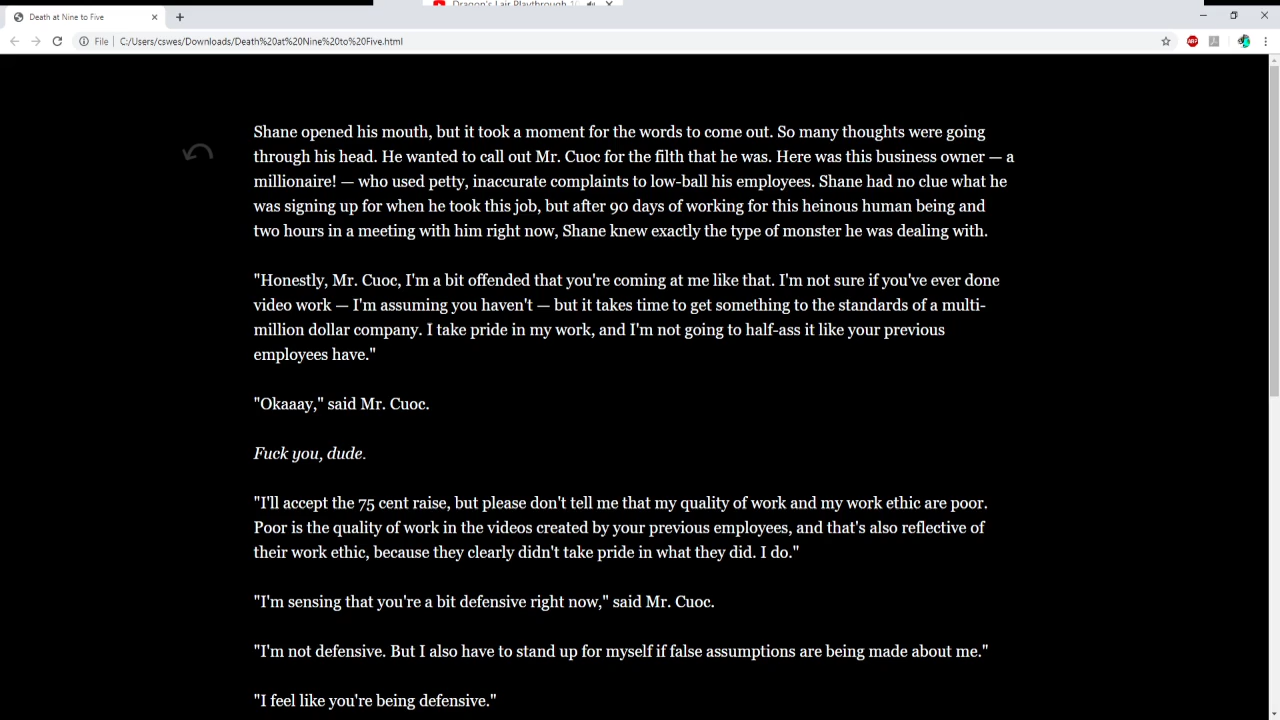 Dragon's Lair Playthrough
Death at Nine to Five
File
C:/Users/cswes/Downloads/Death%20at%20Nine%20to%20Five.html
ABP
Shane opened his mouth, but it took a moment for the words to come out. So many thoughts were going
through his head. He wanted to call out Mr. Cuoc for the filth that he was. Here was this business owner — a
millionaire! — who used petty, inaccurate complaints to low-ball his employees. Shane had no clue what he
was signing up for when he took this job, but after 90 days of working for this heinous human being and
two hours in a meeting with him right now, Shane knew exactly the type of monster he was dealing with.
"Honestly, Mr. Cuoc, I'm a bit offended that you're coming at me like that. I'm not sure if you've ever done
video work — I'm assuming you haven't — but it takes time to get something to the standards of a multi-
million dollar company. I take pride in my work, and I'm not going to half-ass it like your previous
employees have."
"Okaaay," said Mr. Cuoc.
Fuck you, dude.
"I'll accept the 75 cent raise, but please don't tell me that my quality of work and my work ethic are poor.
Poor is the quality of work in the videos created by your previous employees, and that's also reflective of
their work ethic, because they clearly didn't take pride in what they did. I do."
"I'm sensing that you're a bit defensive right now," said Mr. Cuoc.
"I'm not defensive. But I also have to stand up for myself if false assumptions are being made about me."
"I feel like you're being defensive."